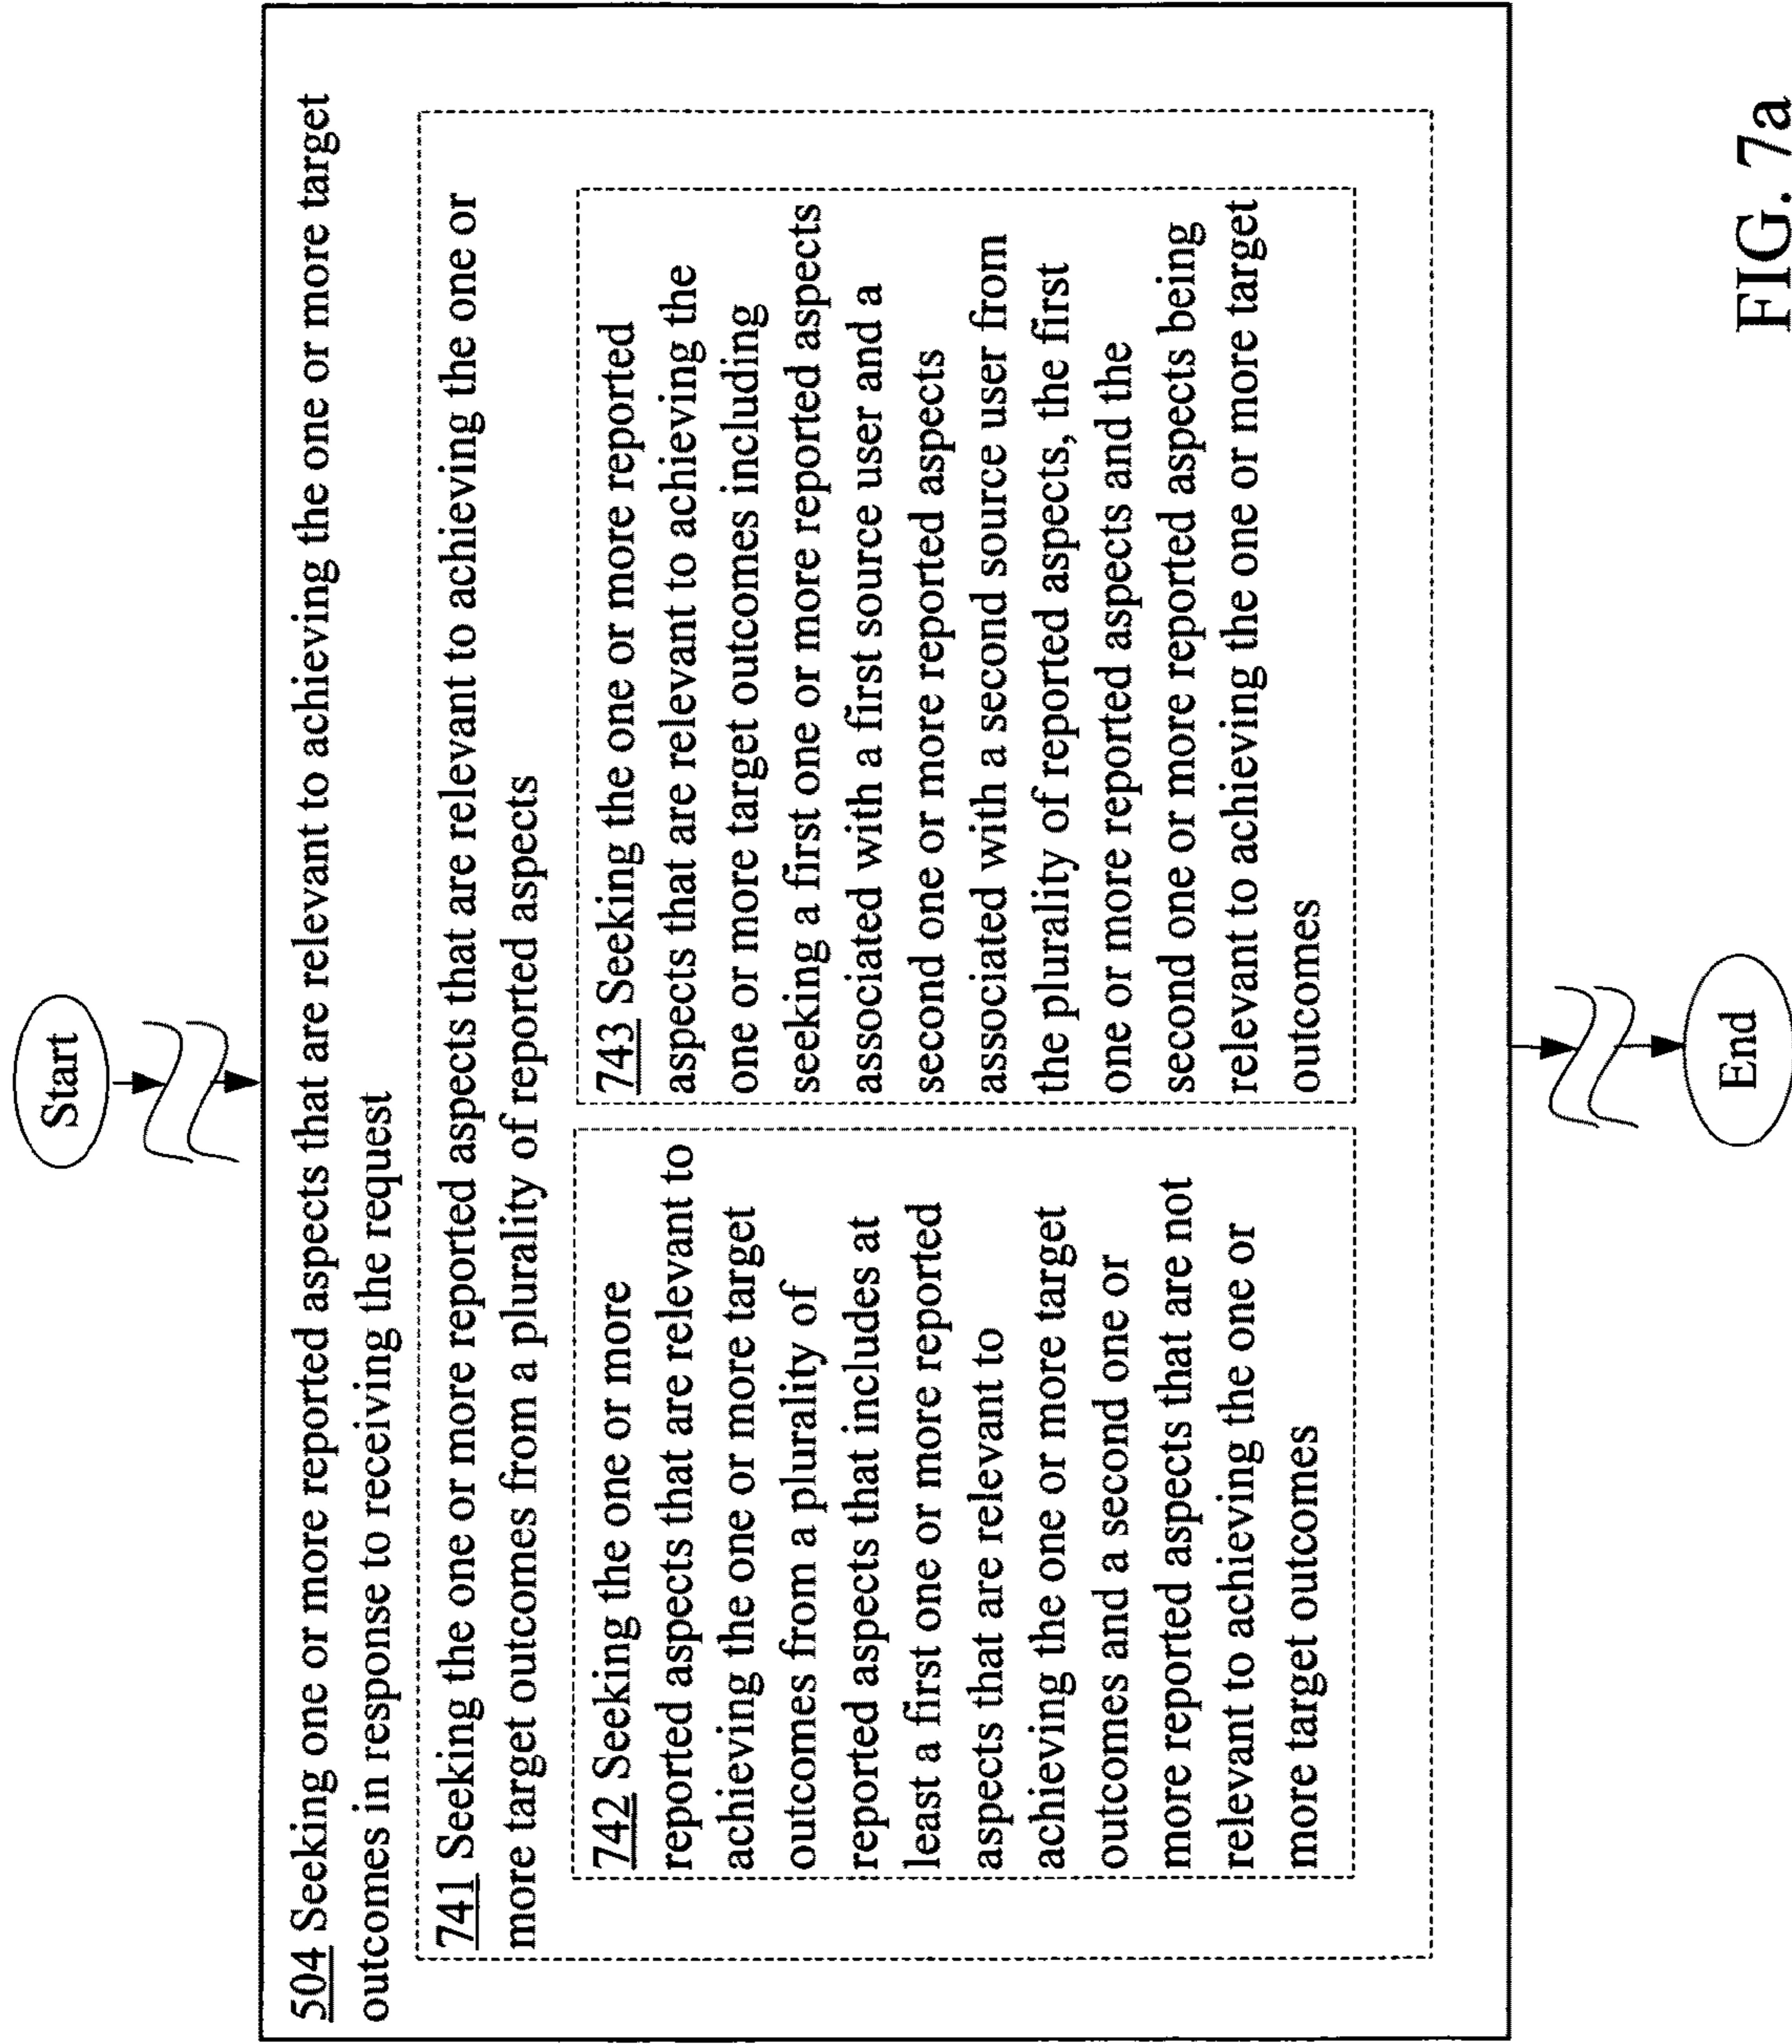 Start
504 Seeking one or more reported aspects that are relevant to achieving the one or more target
outcomes in response to receiving the request
741 Seeking the one or more reported aspects that are relevant to achieving the one or
more target outcomes from a plurality of reported aspects
742 Seeking the one or more
reported aspects that are relevant to
achieving the one or more target
outcomes from a plurality of
reported aspects that includes at
least a first one or more reported
aspects that are relevant to
achieving the one or more target
outcomes and a second one or
more reported aspects that are not
relevant to achieving the one or
more target outcomes
743 Seeking the one or more reported
aspects that are relevant to achieving the
one or more target outcomes including
seeking a first one or more reported aspects
associated with a first source user and a
second one or more reported aspects
associated with a second source user from
the plurality of reported aspects, the first
one or more reported aspects and the
second one or more reported aspects being
relevant to achieving the one or more target
outcomes
End
FIG. 7a